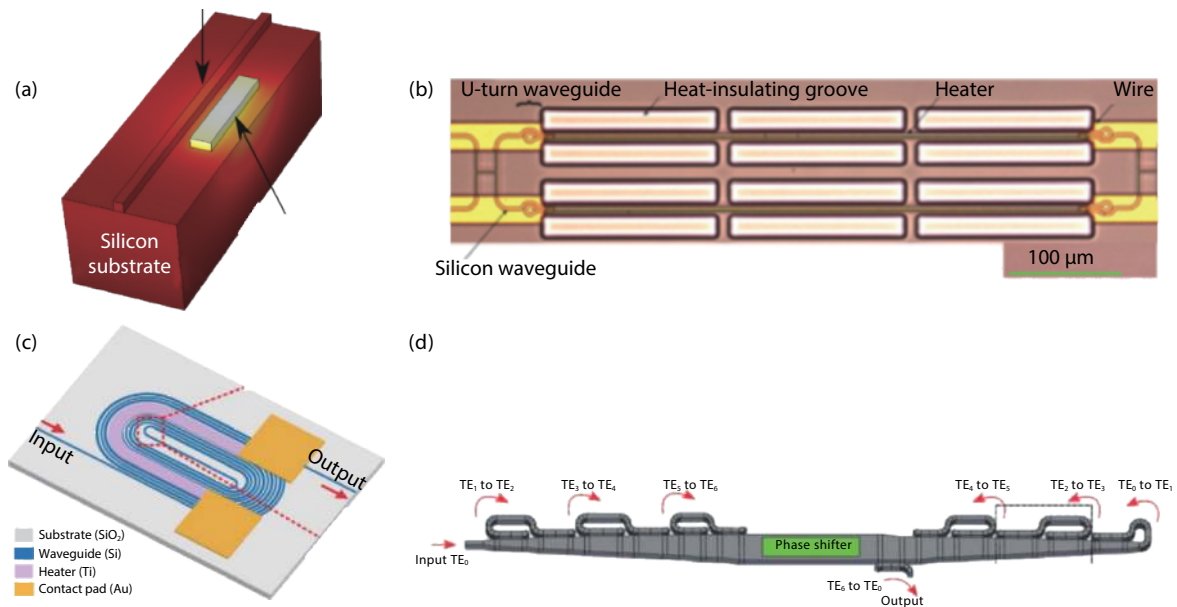 (a)
Silicon
substrate
(b)
U-turn waveguide
Heat-insulating groove
Heater
Wire
Silicon waveguide
100 μm
(c)
Input
Output
Substrate (SiO₂)
Waveguide (Si)
Heater (Ti)
Contact pad (Au)
(d)
TE₁ to TE₂
TE₃ to TE₄
TE₅ to TE₆
TE₄ to TE₅
TE₂ to TE₃
TE₀ to TE₁
Input TE₀
Phase shifter
TE₆ to TE₀
Output